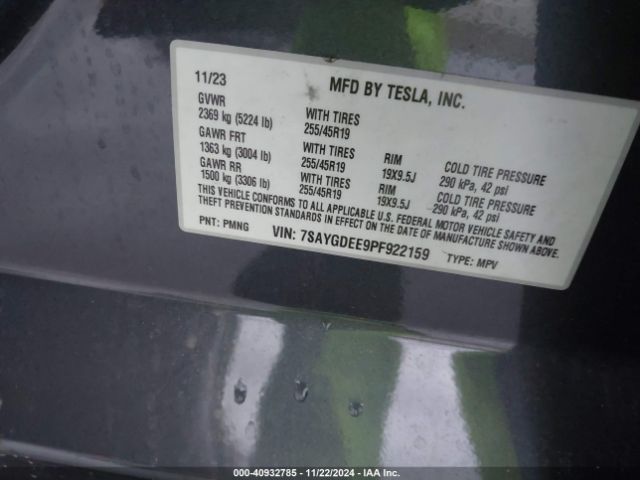 11/23 MFD BY TESLA, INC.
GVWR
2369 kg (5224 lb) WITH TIRES
255/45R19
GAWR FRT
1363 kg (3004 lb) WITH TIRES
255/45R19 RIM
19X9.5J COLD TIRE PRESSURE
290 kPa, 42 psi
GAWR RR
1500 kg (3306 lb) WITH TIRES
255/45R19 RIM
19X9.5J COLD TIRE PRESSURE
290 kPa, 42 psi
THIS VEHICLE CONFORMS TO ALL APPLICABLE U.S. FEDERAL MOTOR VEHICLE SAFETY AND
THEFT PREVENTION STANDARDS IN EFFECT ON THE DATE OF MANUFACTURE SHOWN ABOVE.
PNT: PMNG VIN: 7SAYGDEE9PF922159 TYPE: MPV
000-40932785 - 11/22/2024 - IAA Inc.